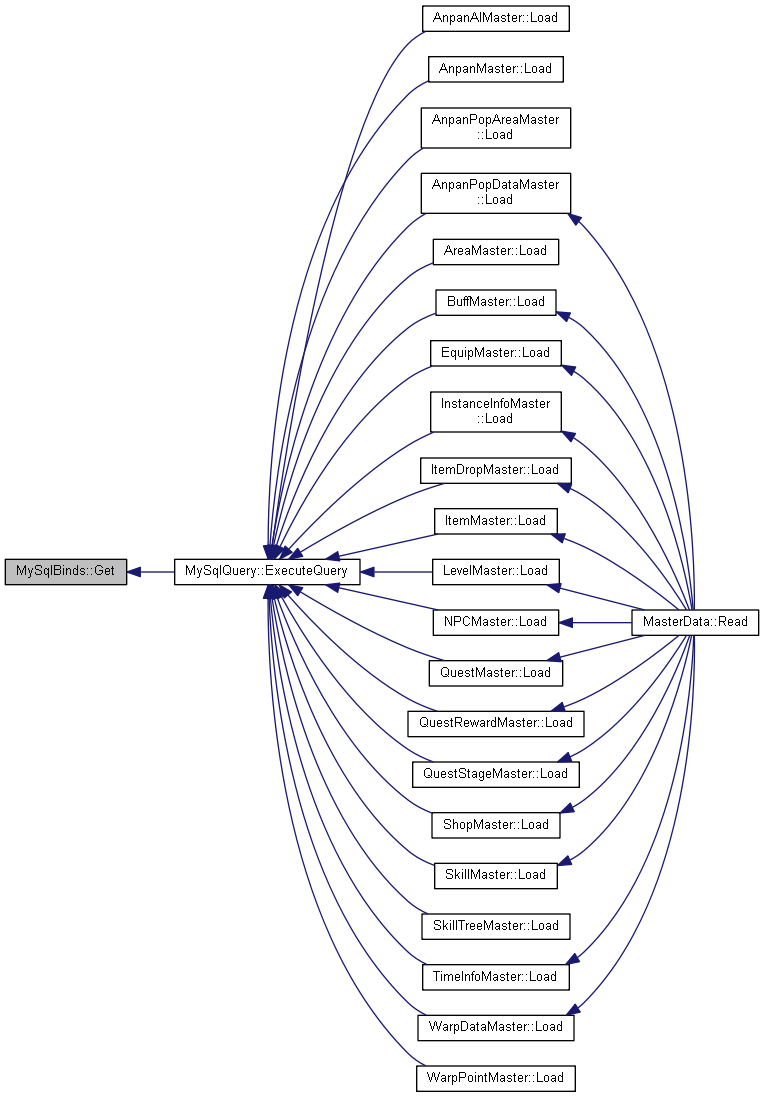 AnpanAIMaster::Load
AnpanMaster::Load
AnpanPopAreaMaster
::Load
AnpanPopDataMaster
::Load
AreaMaster::Load
BuffMaster::Load
EquipMaster::Load
InstanceInfoMaster
::Load
ItemDropMaster::Load
ItemMaster::Load
MySqlBinds::Get
MySqlQuery::ExecuteQuery
LevelMaster::Load
NPCMaster::Load
MasterData::Read
QuestMaster::Load
QuestRewardMaster::Load
QuestStageMaster::Load
ShopMaster::Load
SkillMaster::Load
SkillTreeMaster::Load
TimeInfoMaster::Load
WarpDataMaster::Load
WarpPointMaster::Load